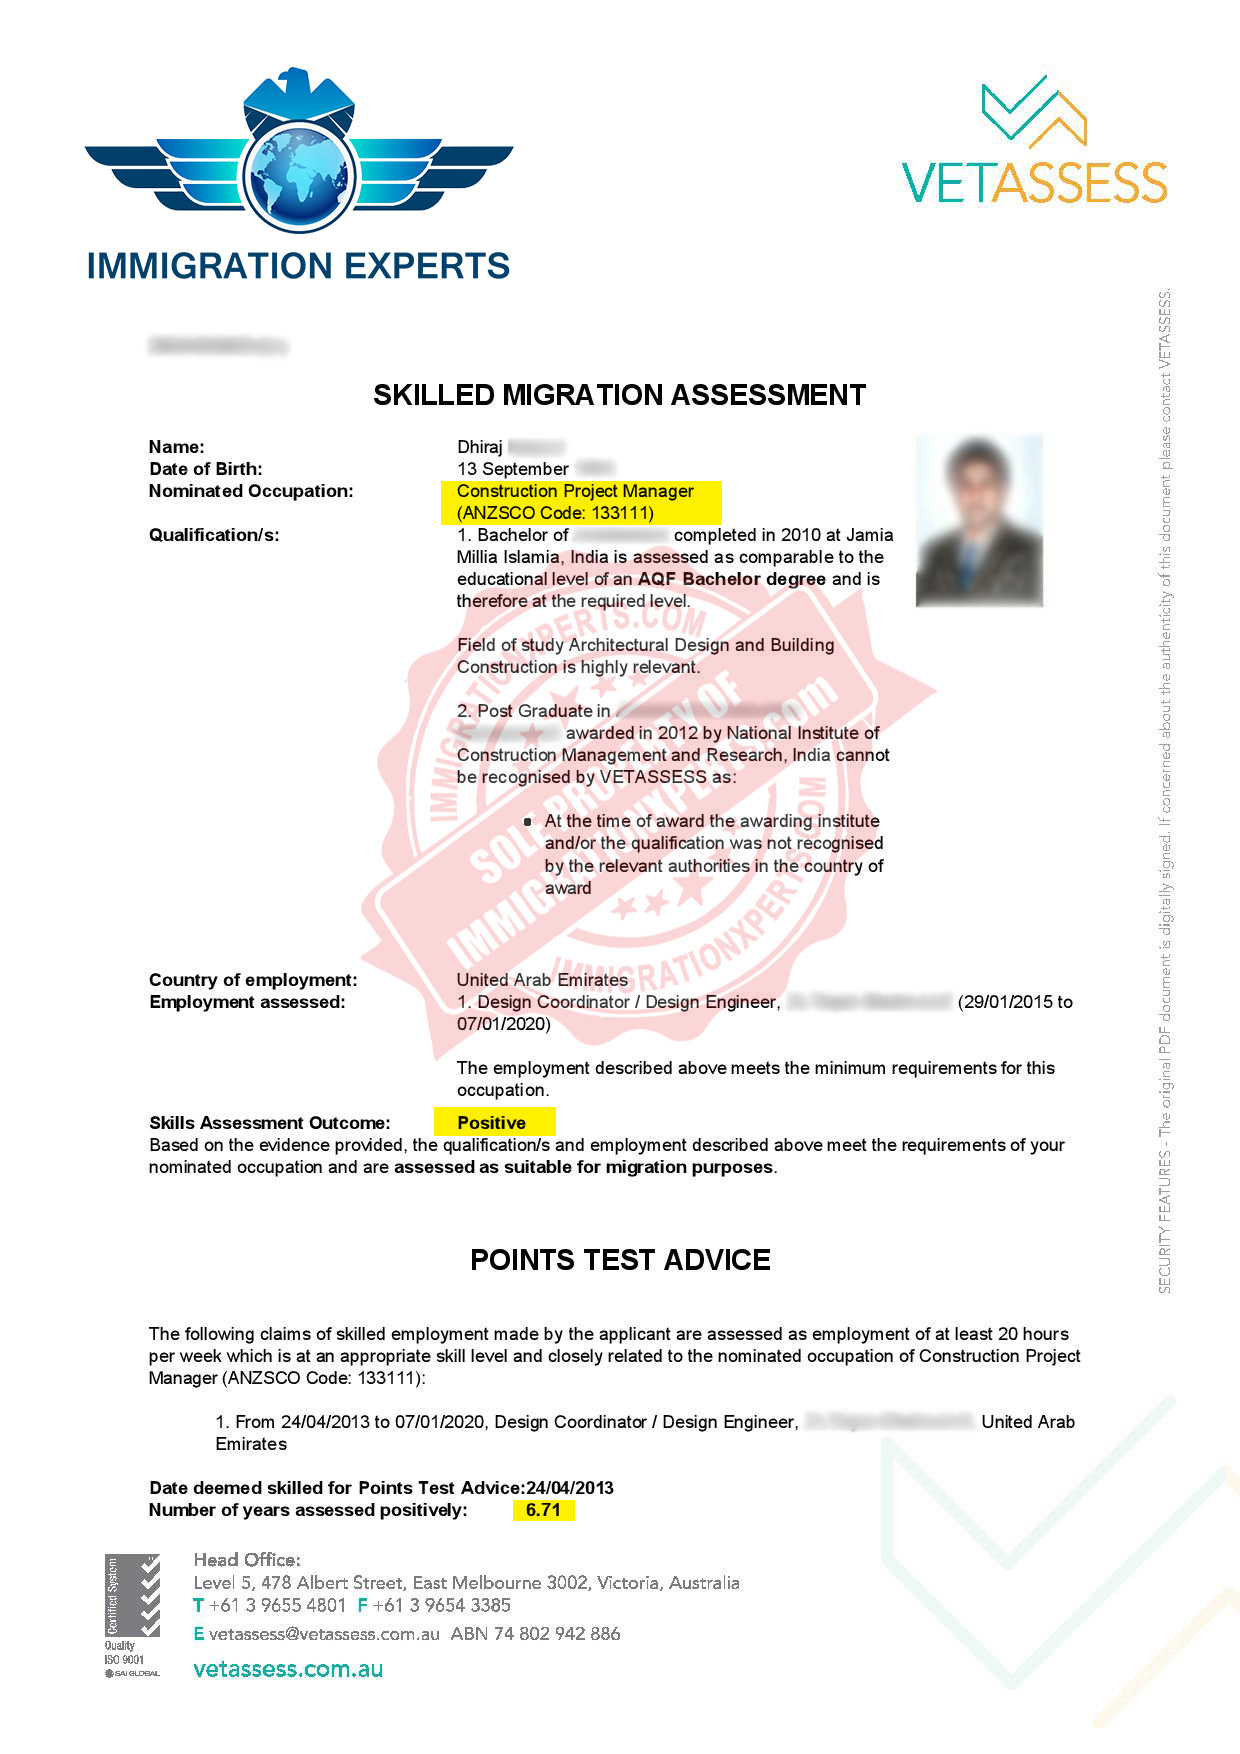 IMMIGRATION EXPERTS
VETASSESS
SKILLED MIGRATION ASSESSMENT
Name: Dhiraj
Date of Birth: 13 September
Nominated Occupation: Construction Project Manager
(ANZSCO Code: 133111)
Qualification/s: 1. Bachelor of completed in 2010 at Jamia
Millia Islamia, India is assessed as comparable to the
educational level of an AQF Bachelor degree and is
therefore at the required level.
Field of study Architectural Design and Building
Construction is highly relevant.
2. Post Graduate in
awarded in 2012 by National Institute of
Construction Management and Research, India cannot
be recognised by VETASSESS as:
• At the time of award the awarding institute
and/or the qualification was not recognised
by the relevant authorities in the country of
award
IMMIGRATIONXPERTS.COM
SOLE PROPERTY OF
IMMIGRATIONXPERTS.com
IMMIGRATIONXPERTS.COM
Country of employment: United Arab Emirates
Employment assessed: 1. Design Coordinator / Design Engineer, (29/01/2015 to
07/01/2020)
The employment described above meets the minimum requirements for this
occupation.
Skills Assessment Outcome: Positive
Based on the evidence provided, the qualification/s and employment described above meet the requirements of your
nominated occupation and are assessed as suitable for migration purposes.
POINTS TEST ADVICE
The following claims of skilled employment made by the applicant are assessed as employment of at least 20 hours
per week which is at an appropriate skill level and closely related to the nominated occupation of Construction Project
Manager (ANZSCO Code: 133111):
1. From 24/04/2013 to 07/01/2020, Design Coordinator / Design Engineer, United Arab
Emirates
Date deemed skilled for Points Test Advice:24/04/2013
Number of years assessed positively: 6.71
Certified System
Quality
ISO 9001
SAI GLOBAL
Head Office:
Level 5, 478 Albert Street, East Melbourne 3002, Victoria, Australia
T +61 3 9655 4801 F +61 3 9654 3385
E vetassess@vetassess.com.au ABN 74 802 942 886
vetassess.com.au
SECURITY FEATURES - The original PDF document is digitally signed. If concerned about the authenticity of this document please contact VETASSESS.